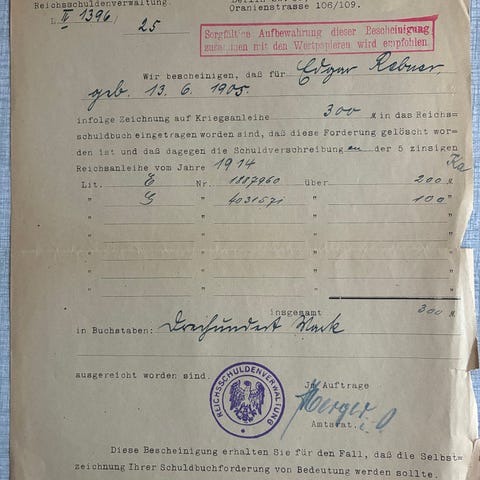 Reichsschuldenverwaltung
Oranienstrasse 106/109.
IV 1396
25
Sorgfältige Aufbewahrung dieser Bescheinigung
zusammen mit den Wertpapieren wird empfohlen
Wir bescheinigen, daß für Edgar
geb. 13. 6. 1905.
infolge Zeichnung auf Kriegsanleihe 300 M in das Reichs=
schuldbuch eingetragen worden sind, daß diese Forderung gelöscht wor=
den ist und daß dagegen die Schuldverschreibung en der 5 zinsigen
Reichsanleihe vom Jahre 1914
Lit. E Nr. 1887960 über 200 M
" G " 4031571 " 100
" " "
" " "
" " "
" " "
insgesamt 300 M
in Buchstaben: Dreihundert Mark
ausgereicht worden sind.
REICHSSCHULDENVERWALTUNG
Im Auftrage
Amtsrat.
Diese Bescheinigung erhalten Sie für den Fall, daß die Selbst=
zeichnung Ihrer Schuldbuchforderung von Bedeutung werden sollte.